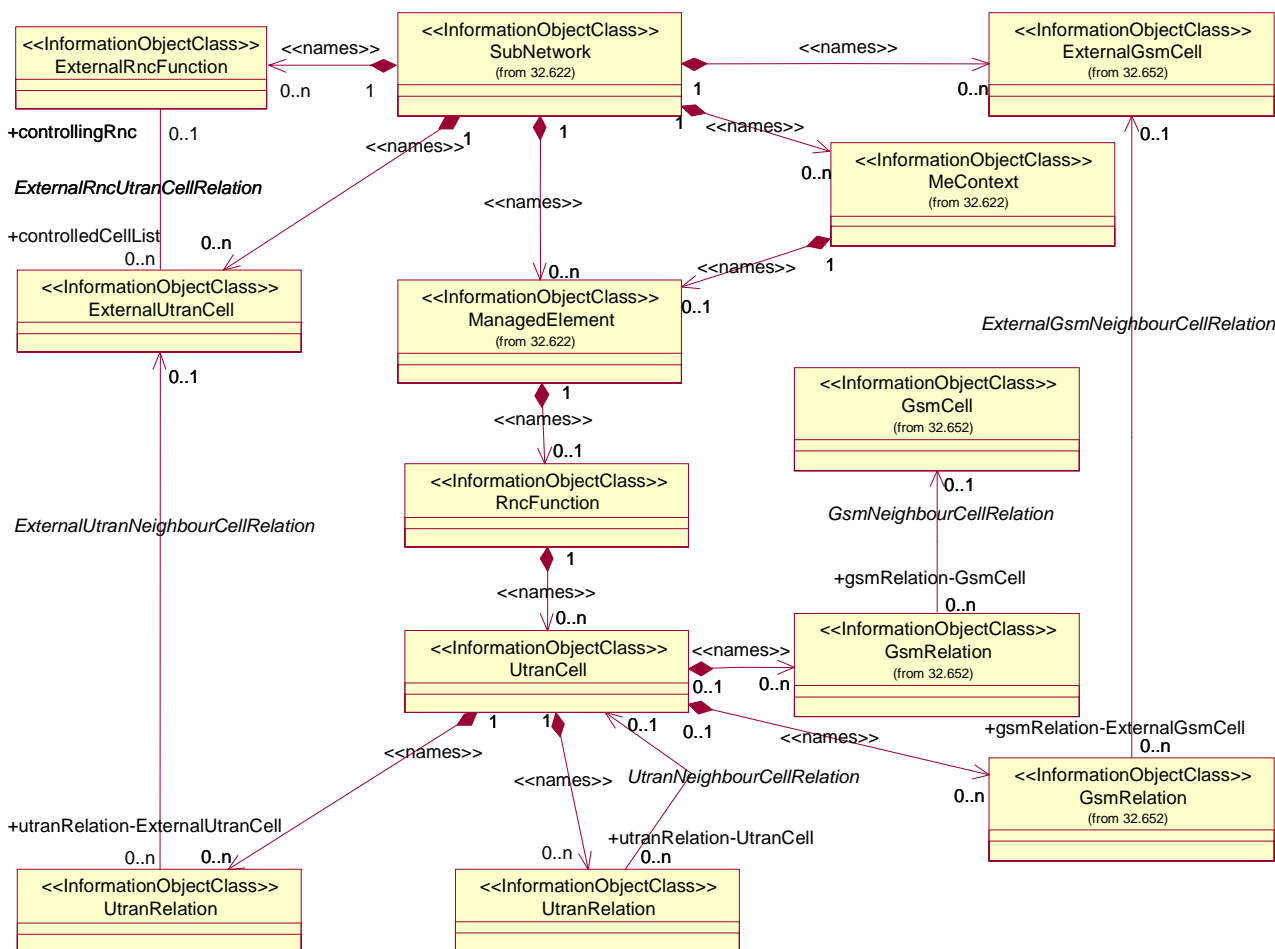 <<InformationObjectClass>>
ExternalRncFunction
<<names>>
0..n
1
<<InformationObjectClass>>
SubNetwork
(from 32.622)
<<names>>
1
0..n
<<InformationObjectClass>>
ExternalGsmCell
(from 32.652)
+controllingRnc
0..1
ExternalRncUtranCellRelation
+controlledCellList
0..n
<<names>>
1
0..n
1
<<names>>
0..n
1
<<names>>
0..n
<<InformationObjectClass>>
MeContext
(from 32.622)
<<names>>
1
0..1
0..1
<<InformationObjectClass>>
ExternalUtranCell
0..1
<<InformationObjectClass>>
ManagedElement
(from 32.622)
ExternalGsmNeighbourCellRelation
1
<<names>>
0..1
<<InformationObjectClass>>
GsmCell
(from 32.652)
0..1
GsmNeighbourCellRelation
+gsmRelation-GsmCell
0..n
ExternalUtranNeighbourCellRelation
<<InformationObjectClass>>
RncFunction
1
<<names>>
0..n
<<InformationObjectClass>>
UtranCell
<<names>>
0..1
0..n
<<InformationObjectClass>>
GsmRelation
(from 32.652)
0..1
<<names>>
0..n
+gsmRelation-ExternalGsmCell
0..n
<<InformationObjectClass>>
GsmRelation
(from 32.652)
1
<<names>>
0..n
1
<<names>>
0..n
0..1
UtranNeighbourCellRelation
+utranRelation-UtranCell
0..n
+utranRelation-ExternalUtranCell
0..n
<<InformationObjectClass>>
UtranRelation
<<InformationObjectClass>>
UtranRelation